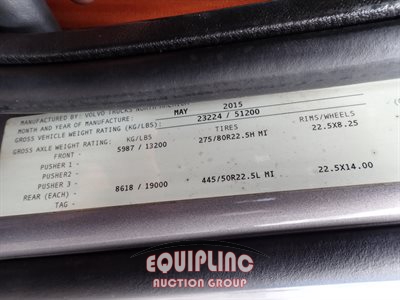 MANUFACTURED BY: VOLVO TRUCKS NORTH
MONTH AND YEAR OF MANUFACTURE: MAY 2015
GROSS VEHICLE WEIGHT RATING (KG/LBS): 23224 / 51200
GROSS AXLE WEIGHT RATING: KG/LBS TIRES RIMS/WHEELS
FRONT - 5987 / 13200 275/80R22.5H MI 22.5X8.25
PUSHER 1 -
PUSHER2 -
PUSHER 3 -
REAR (EACH) - 8618 / 19000 445/50R22.5L MI 22.5X14.00
TAG -
EQUIPLINC
AUCTION GROUP